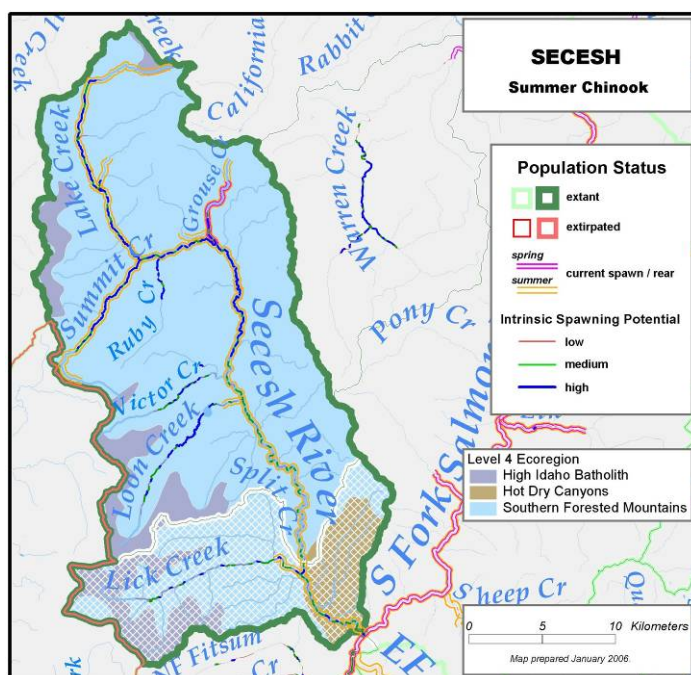 SECESH
Summer Chinook
Population Status
extant
extirpated
spring
current spawn / rear
summer
Intrinsic Spawning Potential
low
medium
high
Level 4 Ecoregion
High Idaho Batholith
Hot Dry Canyons
Southern Forested Mountains
0 5 10 Kilometers
Map prepared January 2006.
Creek
California
Rabbit
Lake Creek
Grouse Cr
Warren Creek
Summit Cr
Ruby Cr
Pony Cr
Secesh River
Victor Cr
Loon Creek
Split Cr
S Fork Salmon
Lick Creek
Sheep Cr
NF Fitsum
Cr
EF